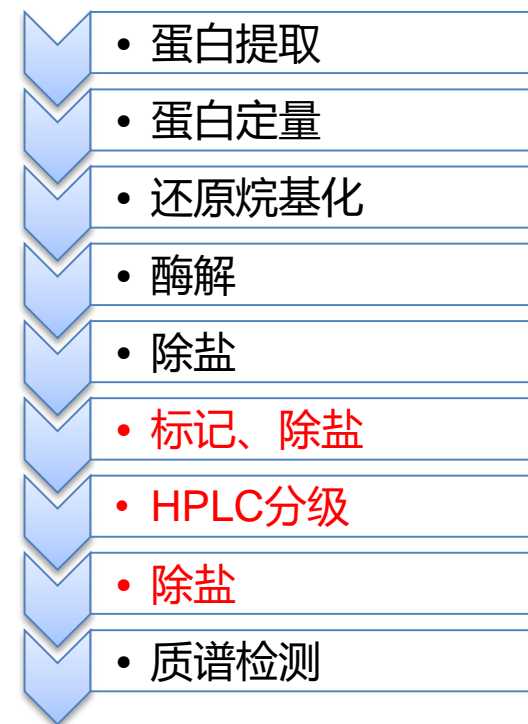 • 蛋白提取
• 蛋白定量
• 还原烷基化
• 酶解
• 除盐
• 标记、除盐
• HPLC分级
• 除盐
• 质谱检测